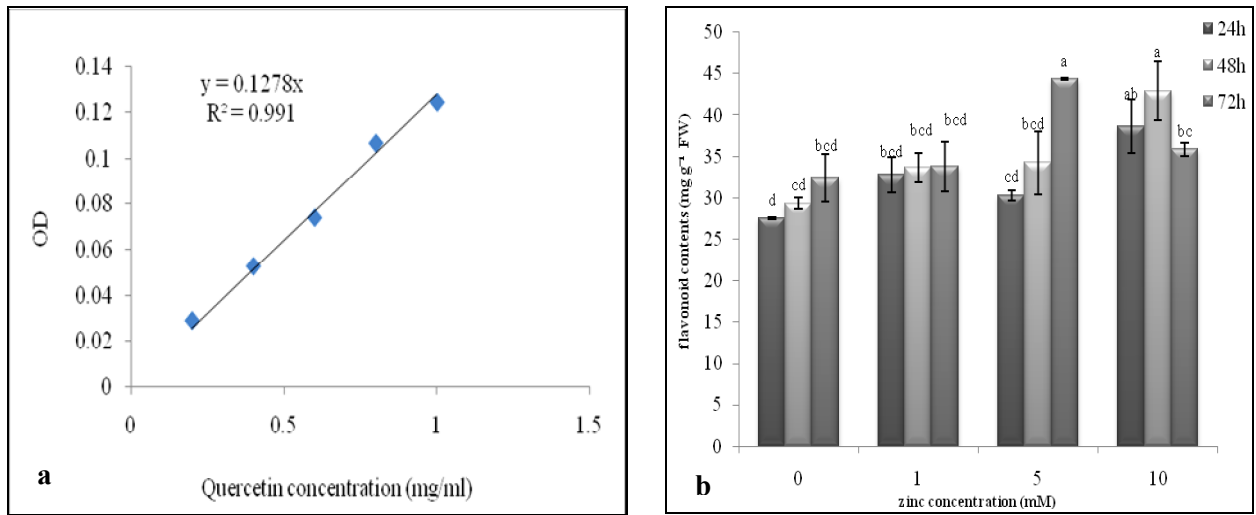 0.14
0.12
0.1
0.08
0.06
0.04
0.02
0
OD
y = 0.1278x
R² = 0.991
0
0.5
1
1.5
Quercetin concentration (mg/ml)
a
50
45
40
35
30
25
20
15
10
5
0
flavonoid contents (mg g⁻¹ FW)
24h
48h
72h
d
cd
bcd
bcd
bcd
bcd
cd
bcd
a
ab
a
bc
0
1
5
10
zinc concentration (mM)
b